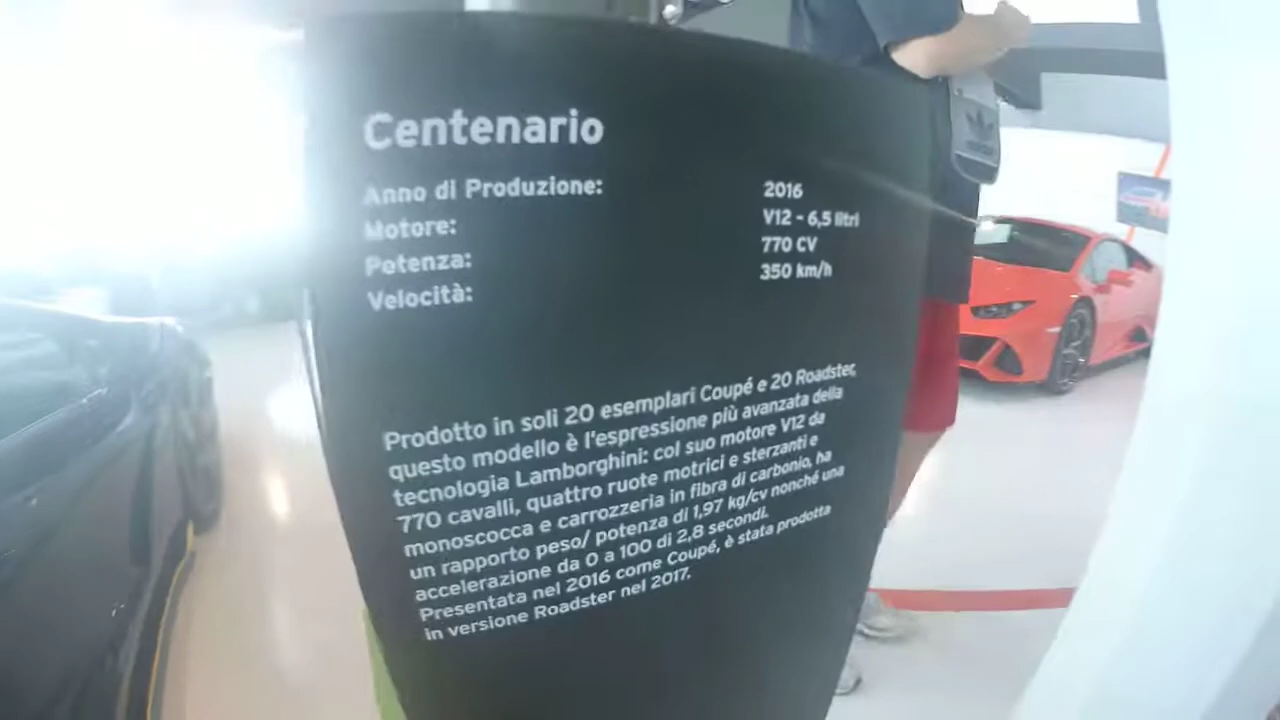 Centenario
Anno di Produzione: 2016
Motore: V12 - 6,5 litri
Potenza: 770 CV
Velocità: 350 km/h
Prodotto in soli 20 esemplari Coupé e 20 Roadster,
questo modello è l'espressione più avanzata della
tecnologia Lamborghini: col suo motore V12 da
770 cavalli, quattro ruote motrici e sterzanti e
monoscocca e carrozzeria in fibra di carbonio, ha
un rapporto peso/ potenza di 1,97 kg/cv nonché una
accelerazione da 0 a 100 di 2,8 secondi.
Presentata nel 2016 come Coupé, è stata prodotta
in versione Roadster nel 2017.